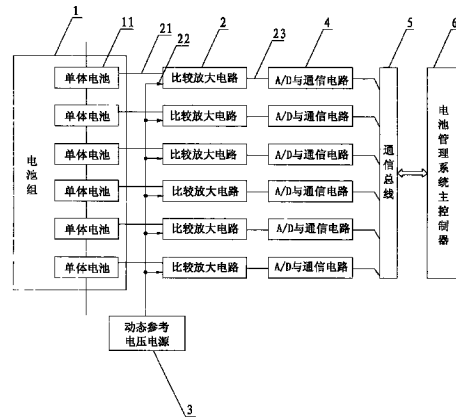 1
11
21
22
2
23
4
5
6
单体电池
比较放大电路
A/D与通信电路
单体电池
比较放大电路
A/D与通信电路
单体电池
比较放大电路
A/D与通信电路
单体电池
比较放大电路
A/D与通信电路
单体电池
比较放大电路
A/D与通信电路
单体电池
比较放大电路
A/D与通信电路
电池组
通信总线
电池管理系统主控制器
动态参考
电压电源
3